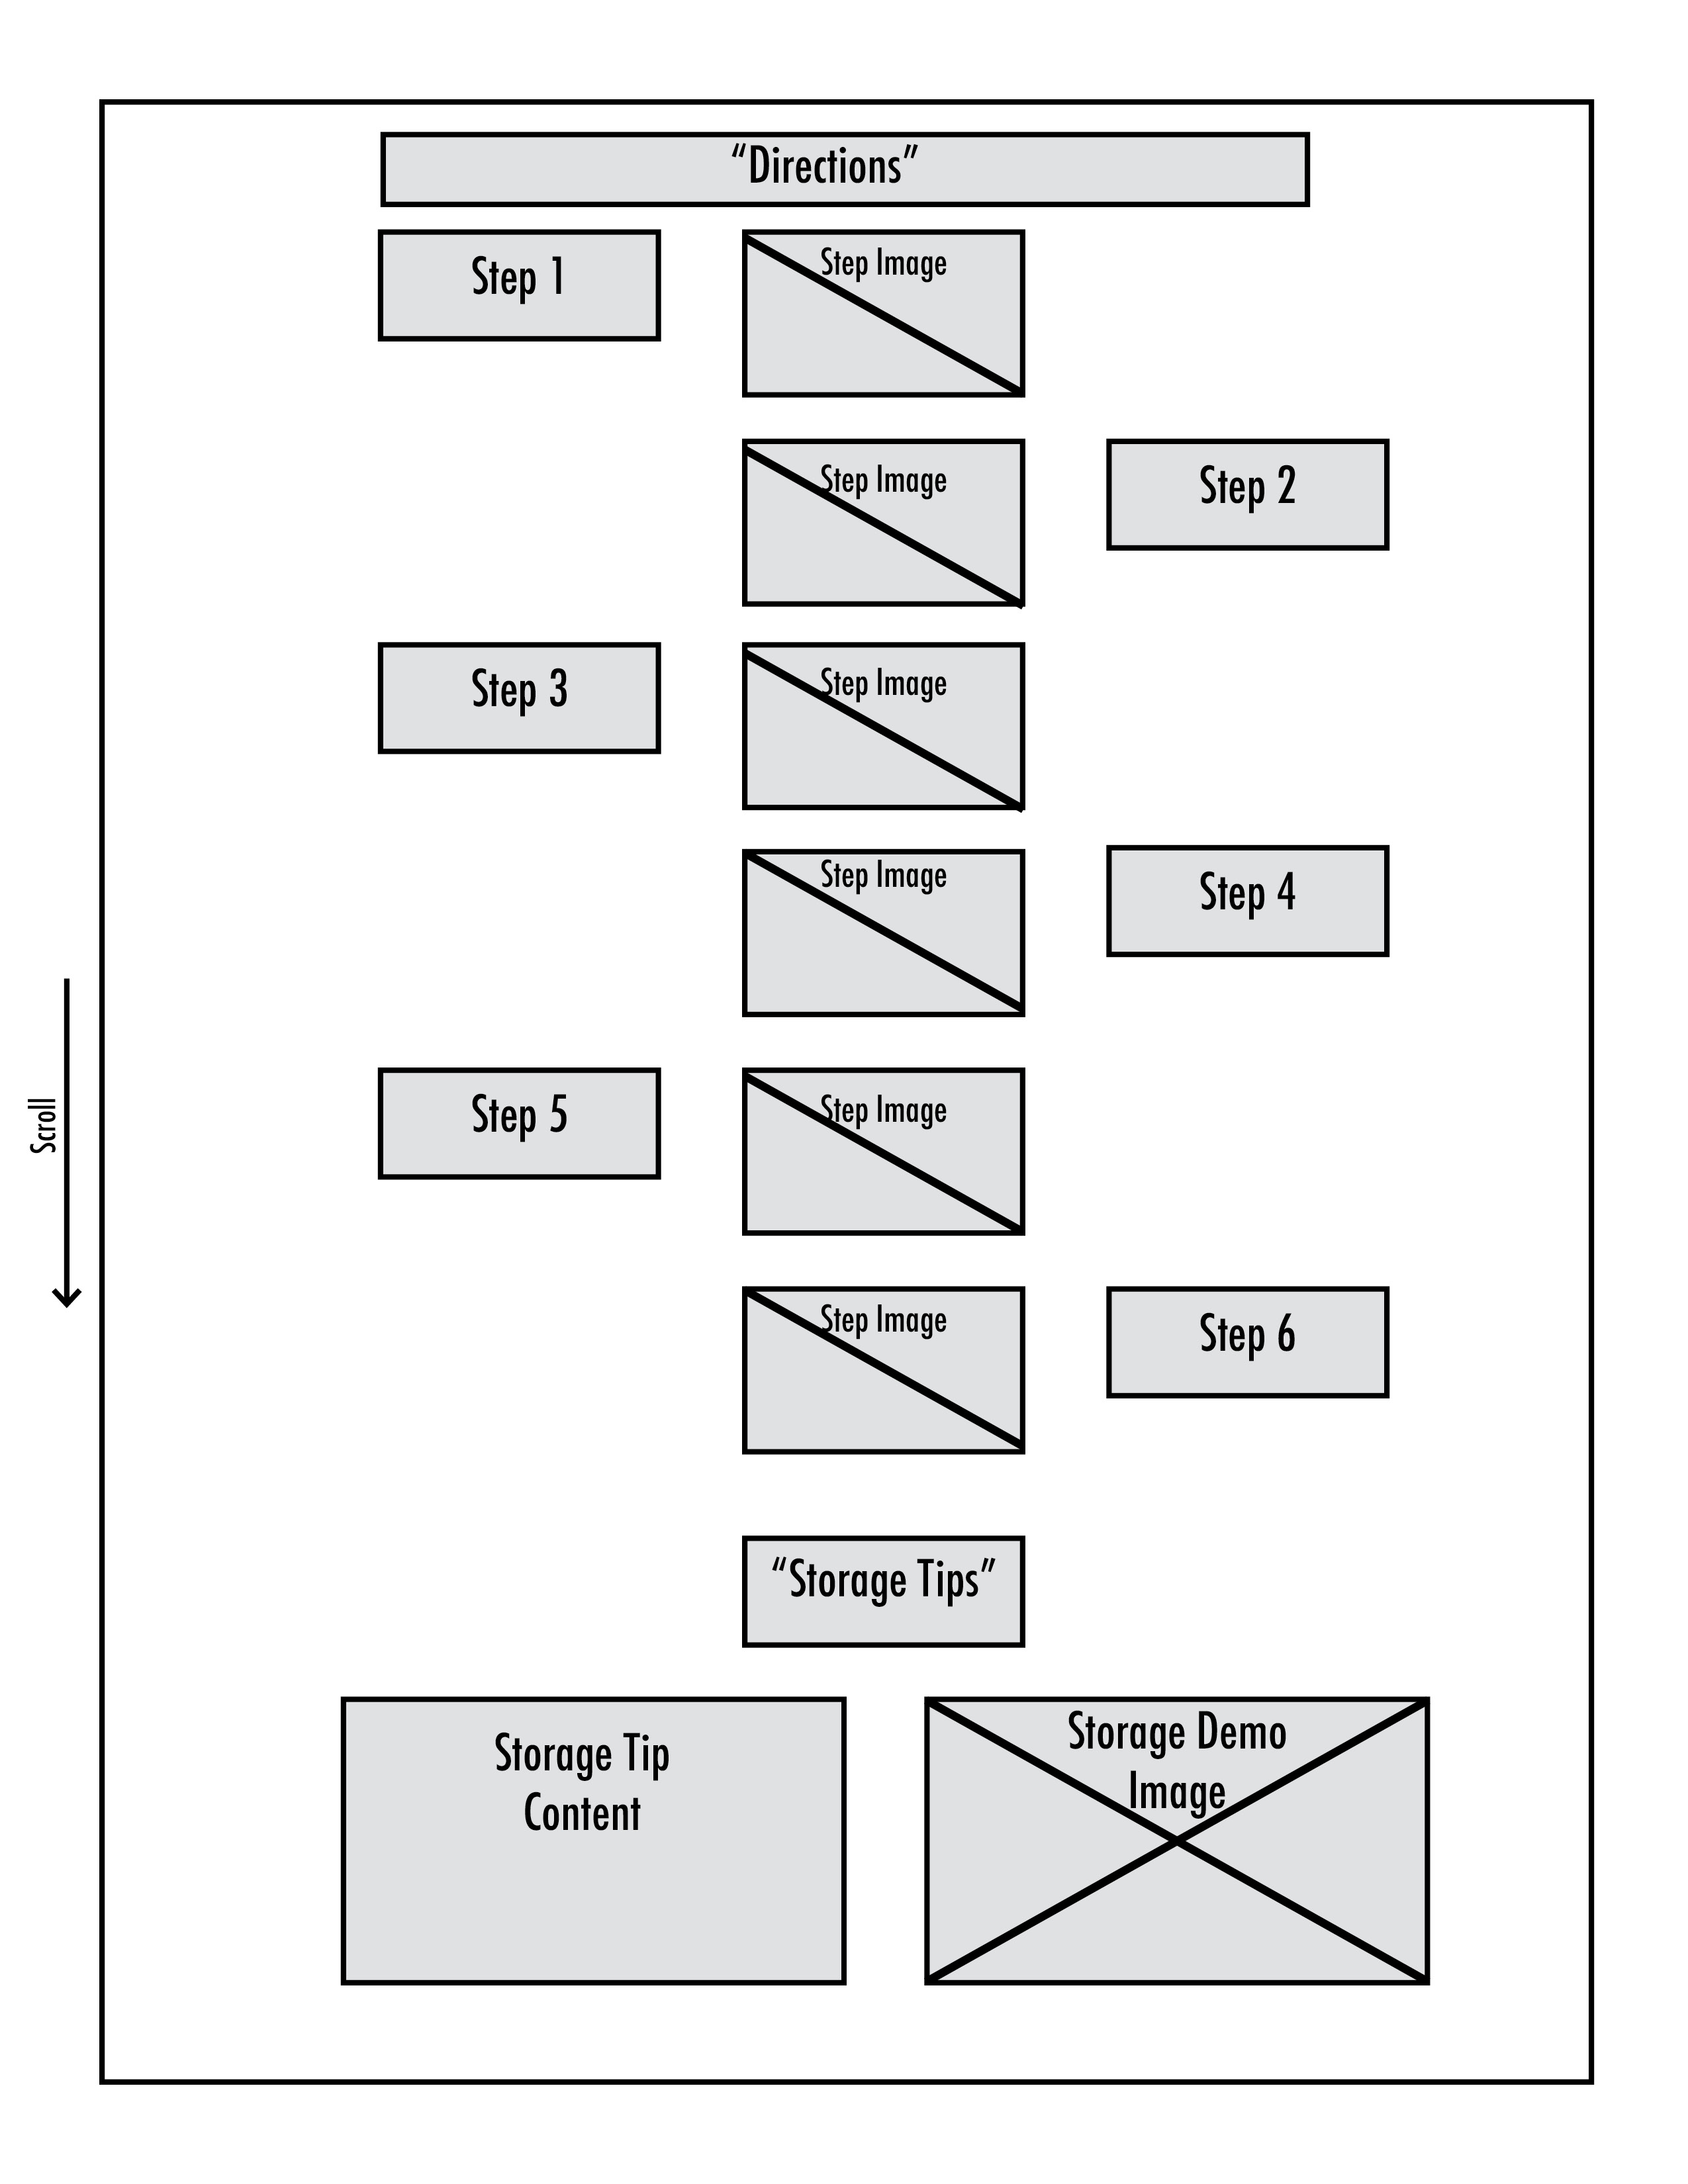 “Directions”
Step 1
Step Image
Step Image
Step 2
Step 3
Step Image
Step Image
Step 4
Scroll
Step 5
Step Image
Step Image
Step 6
“Storage Tips”
Storage Tip
Content
Storage Demo
Image